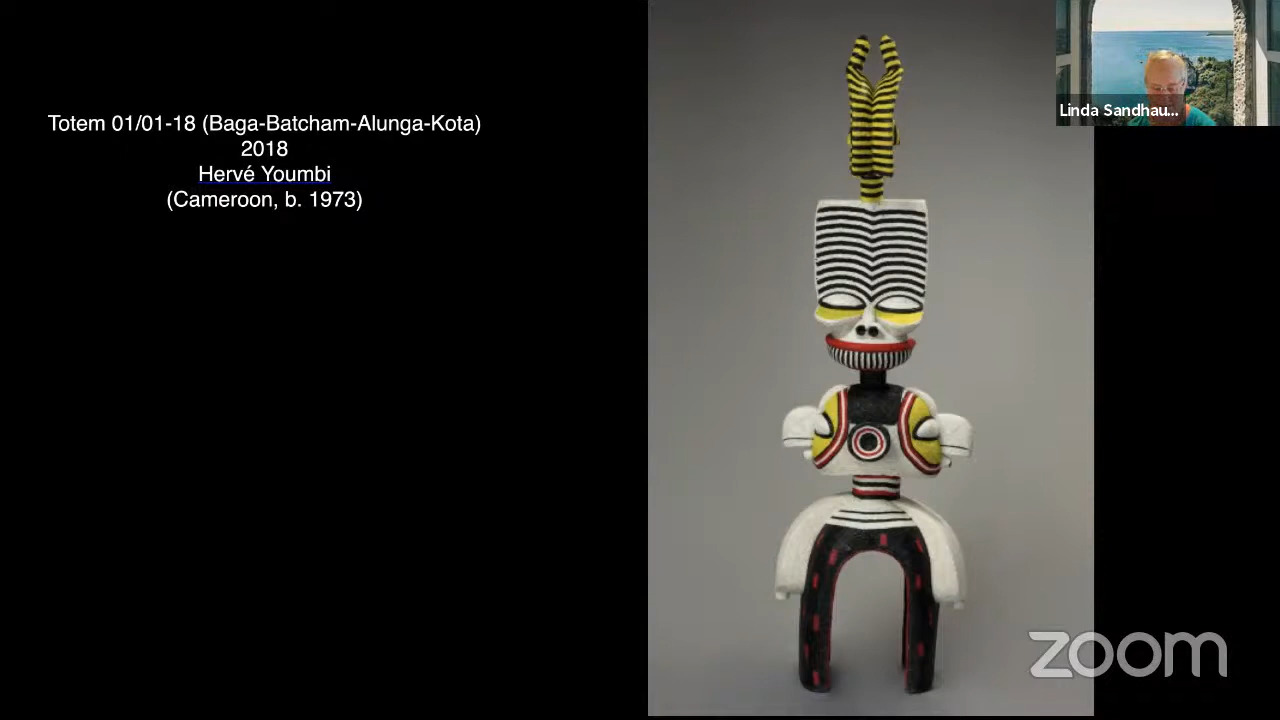 Totem 01/01-18 (Baga-Batcham-Alunga-Kota)
2018
Hervé Youmbi
(Cameroon, b. 1973)
Linda Sandhau...
zoom